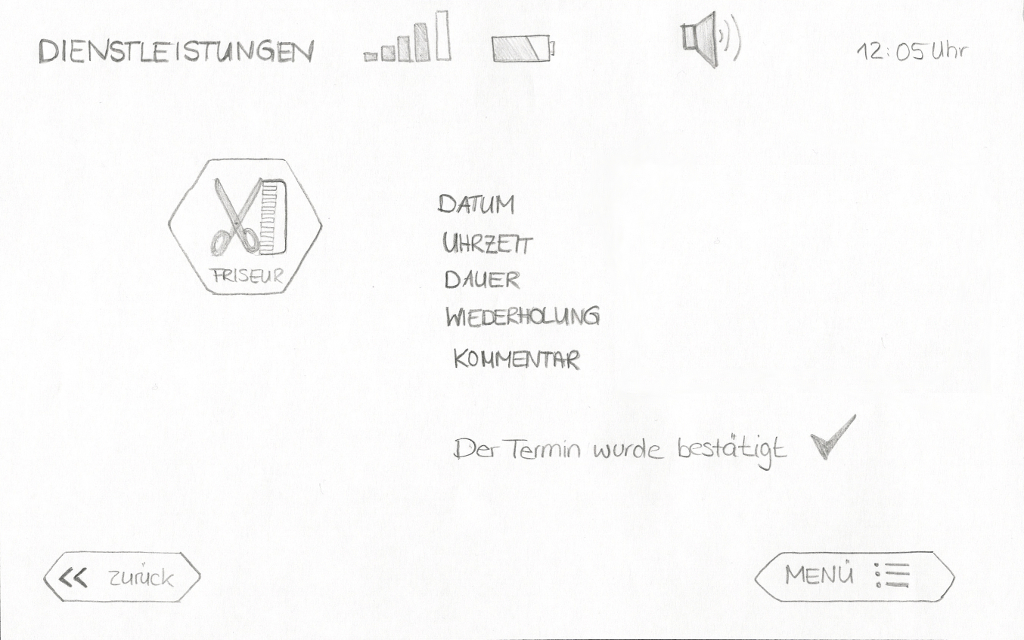 DIENSTLEISTUNGEN
12:05 Uhr
FRISEUR
DATUM
UHRZEIT
DAUER
WIEDERHOLUNG
KOMMENTAR
Der Termin wurde bestätigt
<< zurück
MENÜ